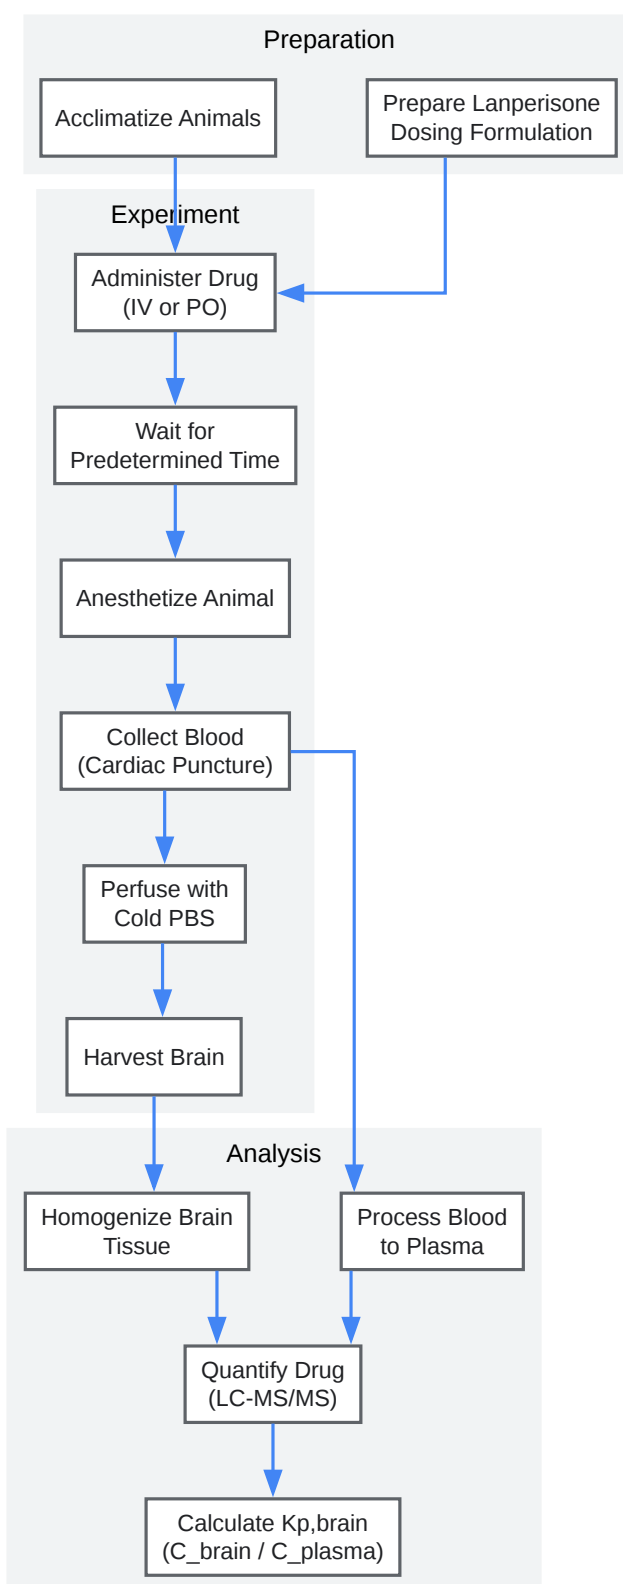 Preparation
Acclimatize Animals
Prepare Lanperisone
Dosing Formulation
Experiment
Administer Drug
(IV or PO)
Wait for
Predetermined Time
Anesthetize Animal
Collect Blood
(Cardiac Puncture)
Perfuse with
Cold PBS
Harvest Brain
Analysis
Homogenize Brain
Tissue
Process Blood
to Plasma
Quantify Drug
(LC-MS/MS)
Calculate Kp,brain
(C_brain / C_plasma)